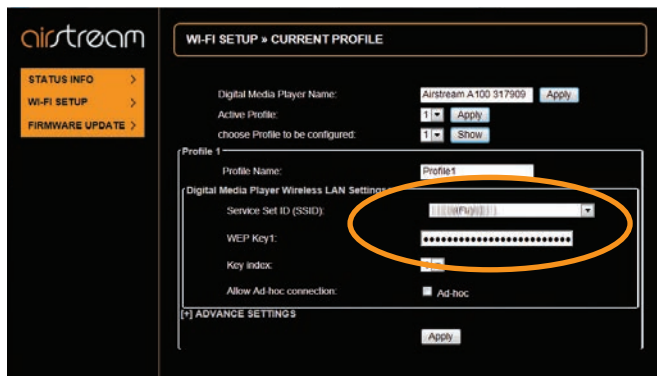 airstream
WI-FI SETUP » CURRENT PROFILE
STATUS INFO >
WI-FI SETUP >
FIRMWARE UPDATE >
Digital Media Player Name: Airstream A100 317909 Apply
Active Profile: 1 Apply
choose Profile to be configured: 1 Show
Profile 1
Profile Name: Profile1
Digital Media Player Wireless LAN Settings
Service Set ID (SSID):
WEP Key1: ●●●●●●●●●●●●●●●●●●●●●●●●●●
Key index:
Allow Ad-hoc connection: Ad-hoc
[+] ADVANCE SETTINGS
Apply